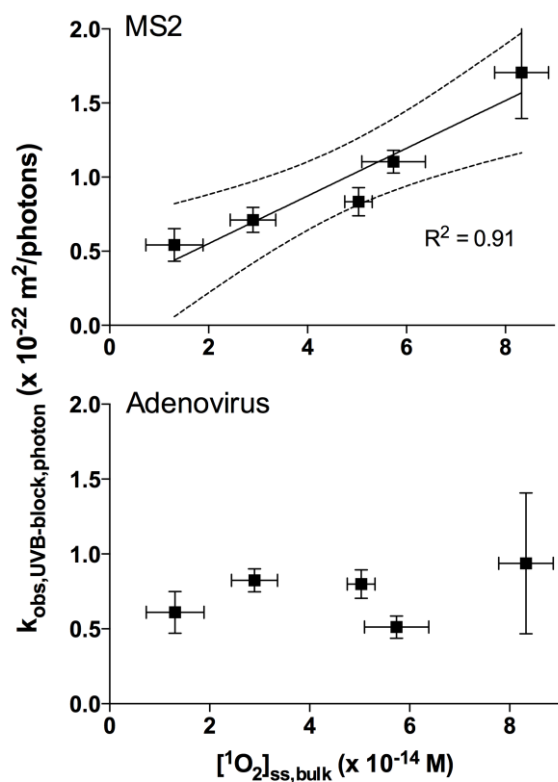 MS2
2.0
1.5
1.0
0.5
0.0
R² = 0.91
0 2 4 6 8
k_obs,UVB-block,photon (x 10⁻²² m²/photons)
Adenovirus
2.0
1.5
1.0
0.5
0.0
0 2 4 6 8
[¹O₂]ss,bulk (x 10⁻¹⁴ M)